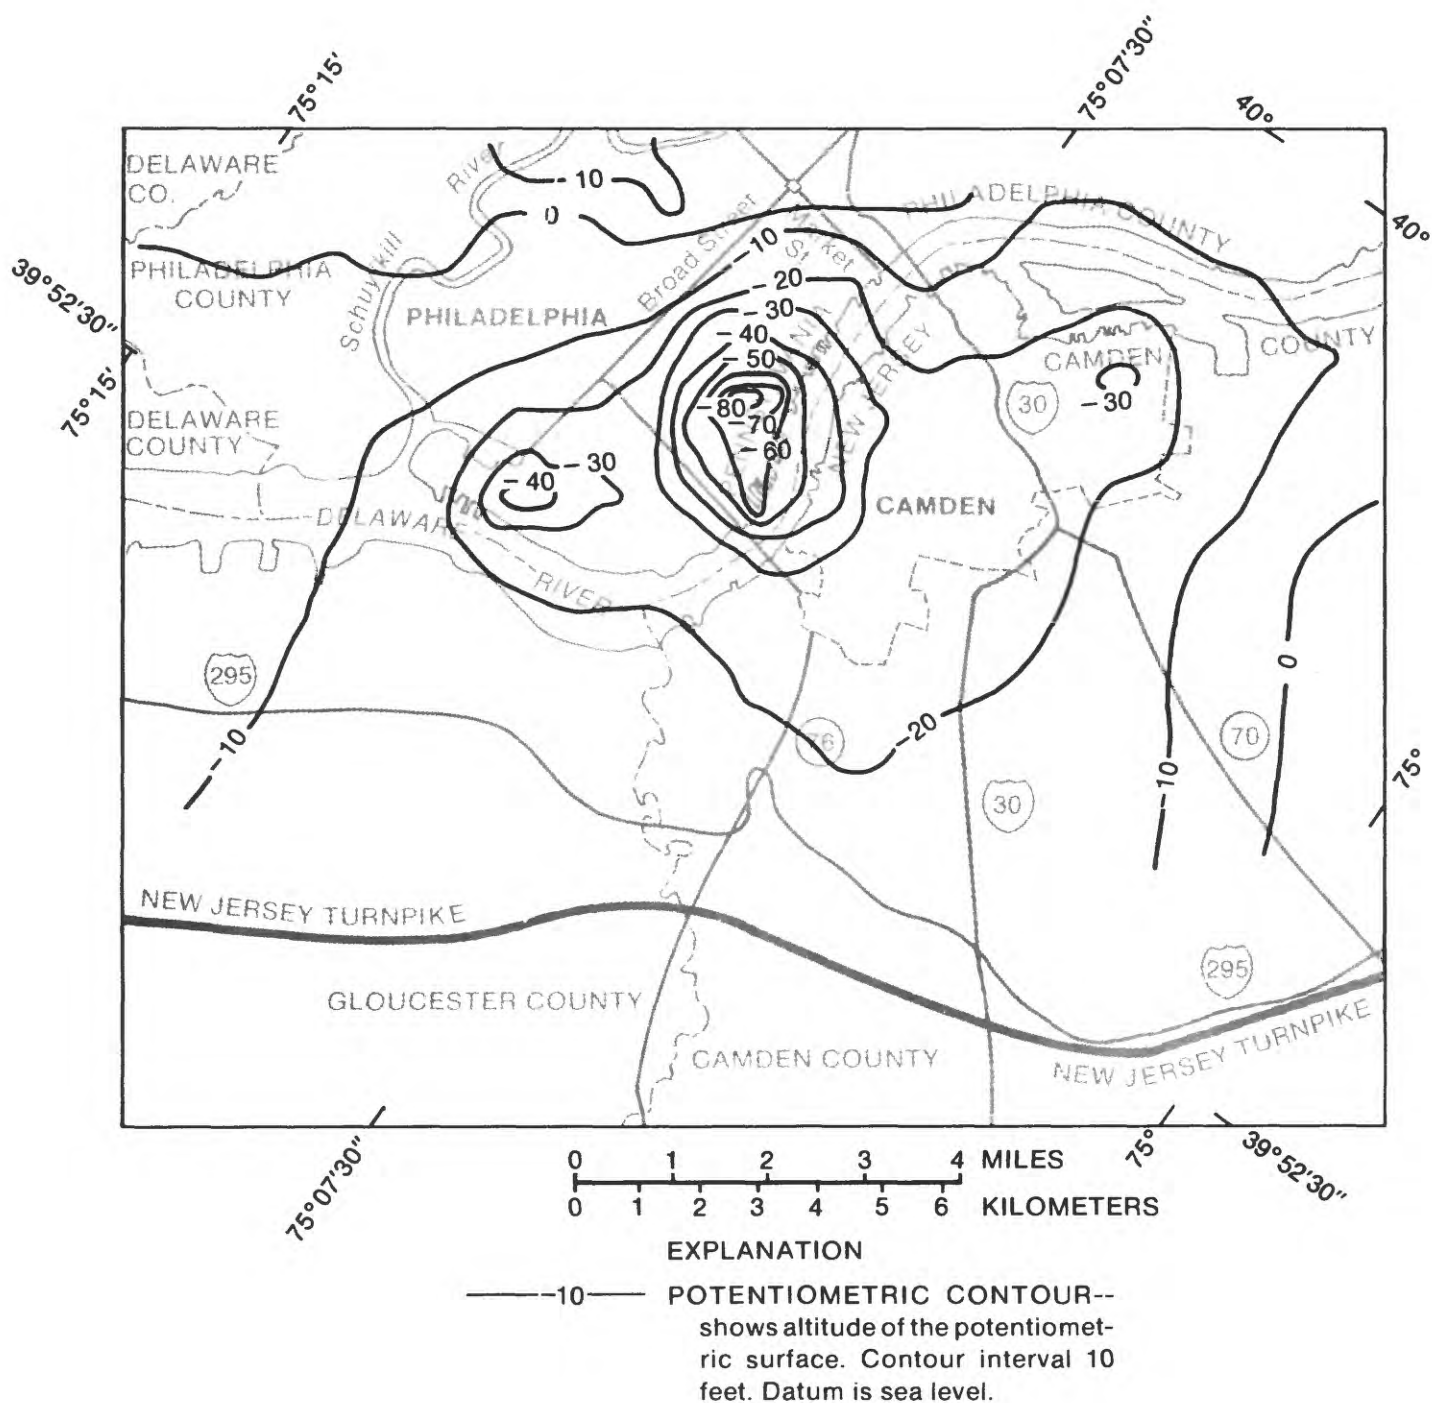 75°15'
75°07'30"
40°
DELAWARE
CO.
River
- 10
0
PHILADELPHIA COUNTY
40°
39°52'30"
PHILADELPHIA
COUNTY
Schuylkill
Broad Street
Market
St
-10
-20
PHILADELPHIA
-30
-40
-50
NEW JERSEY
CAMDEN
COUNTY
75°15'
DELAWARE
COUNTY
-80
-70
-60
30
-30
-30
-40
DELAWARE
RIVER
CAMDEN
295
-10
76
-20
30
-10
0
70
75°
NEW JERSEY TURNPIKE
295
GLOUCESTER COUNTY
CAMDEN COUNTY
NEW JERSEY TURNPIKE
75°07'30"
75°
39°52'30"
0 1 2 3 4 MILES
0 1 2 3 4 5 6 KILOMETERS
EXPLANATION
-10 POTENTIOMETRIC CONTOUR--
shows altitude of the potentiomet-
ric surface. Contour interval 10
feet. Datum is sea level.